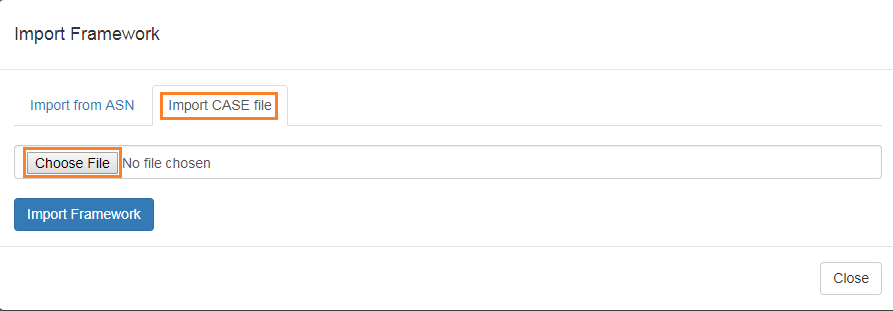 Import Framework
Import from ASN Import CASE file
Choose File No file chosen
Import Framework
Close